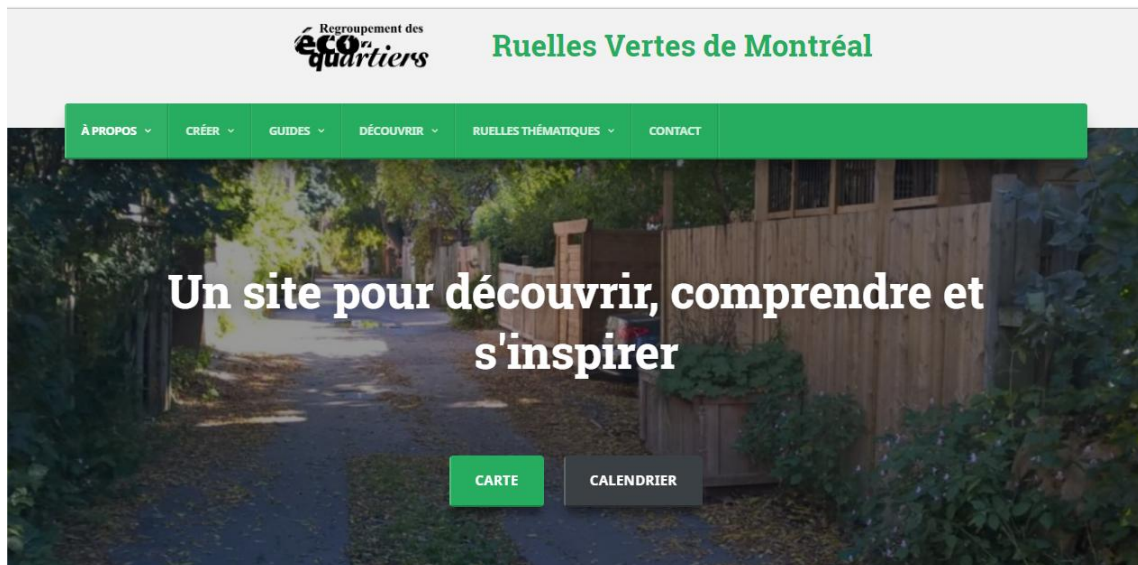 Regroupement des
éco
quartiers
Ruelles Vertes de Montréal
À PROPOS
CRÉER
GUIDES
DÉCOUVRIR
RUELLES THÉMATIQUES
CONTACT
Un site pour découvrir, comprendre et
s'inspirer
CARTE
CALENDRIER